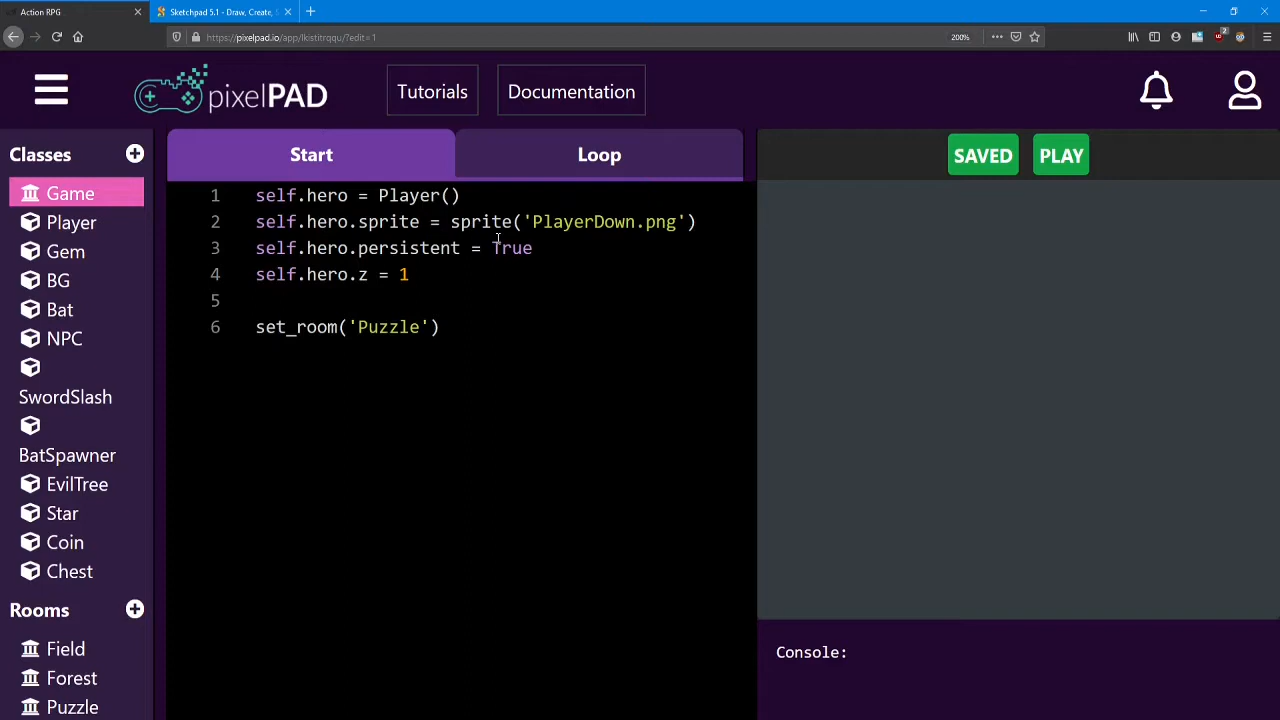 Action RPG
Sketchpad 5.1 - Draw, Create, S
https://pixelpad.io/app/lkistitrqqu/?edit=1
200%
2
pixelPAD
Tutorials
Documentation
Classes
Game
Player
Gem
BG
Bat
NPC
SwordSlash
BatSpawner
EvilTree
Star
Coin
Chest
Rooms
Field
Forest
Puzzle
Start
Loop
1 self.hero = Player()
2 self.hero.sprite = sprite('PlayerDown.png')
3 self.hero.persistent = True
4 self.hero.z = 1
5
6 set_room('Puzzle')
SAVED
PLAY
Console: